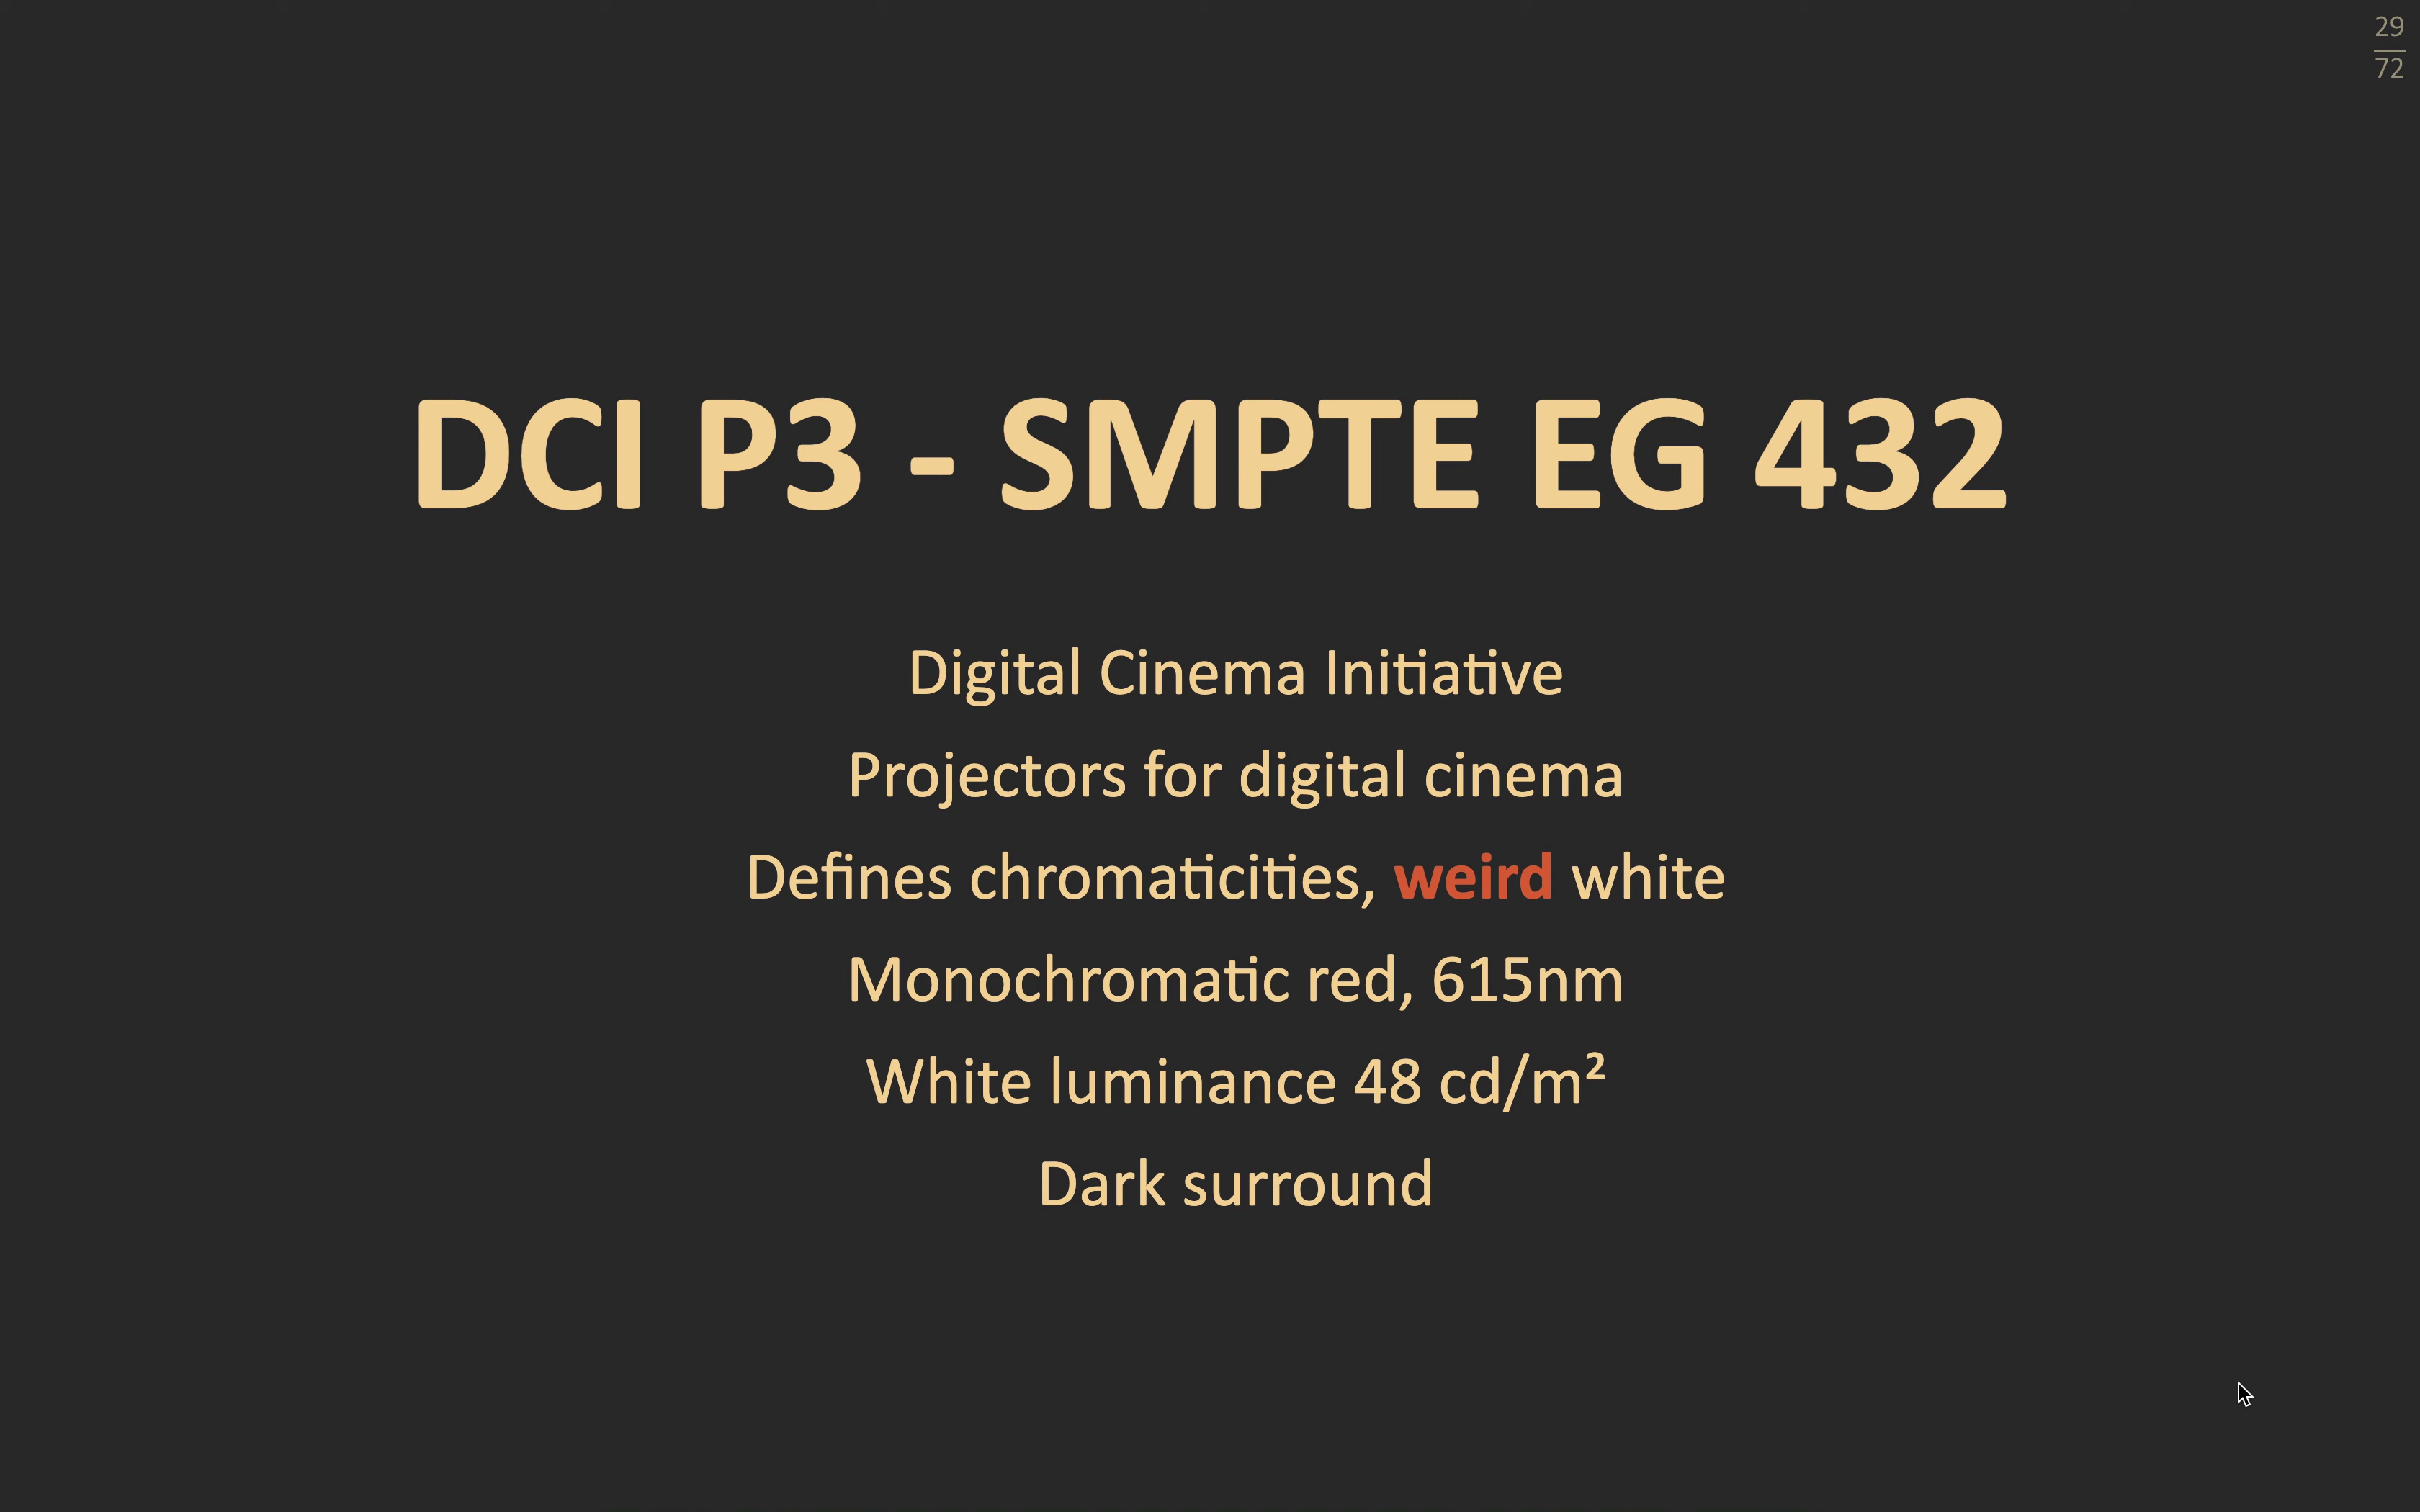 29
72
DCI P3 - SMPTE EG 432
Digital Cinema Initiative
Projectors for digital cinema
Defines chromaticities, weird white
Monochromatic red, 615nm
White luminance 48 cd/m²
Dark surround